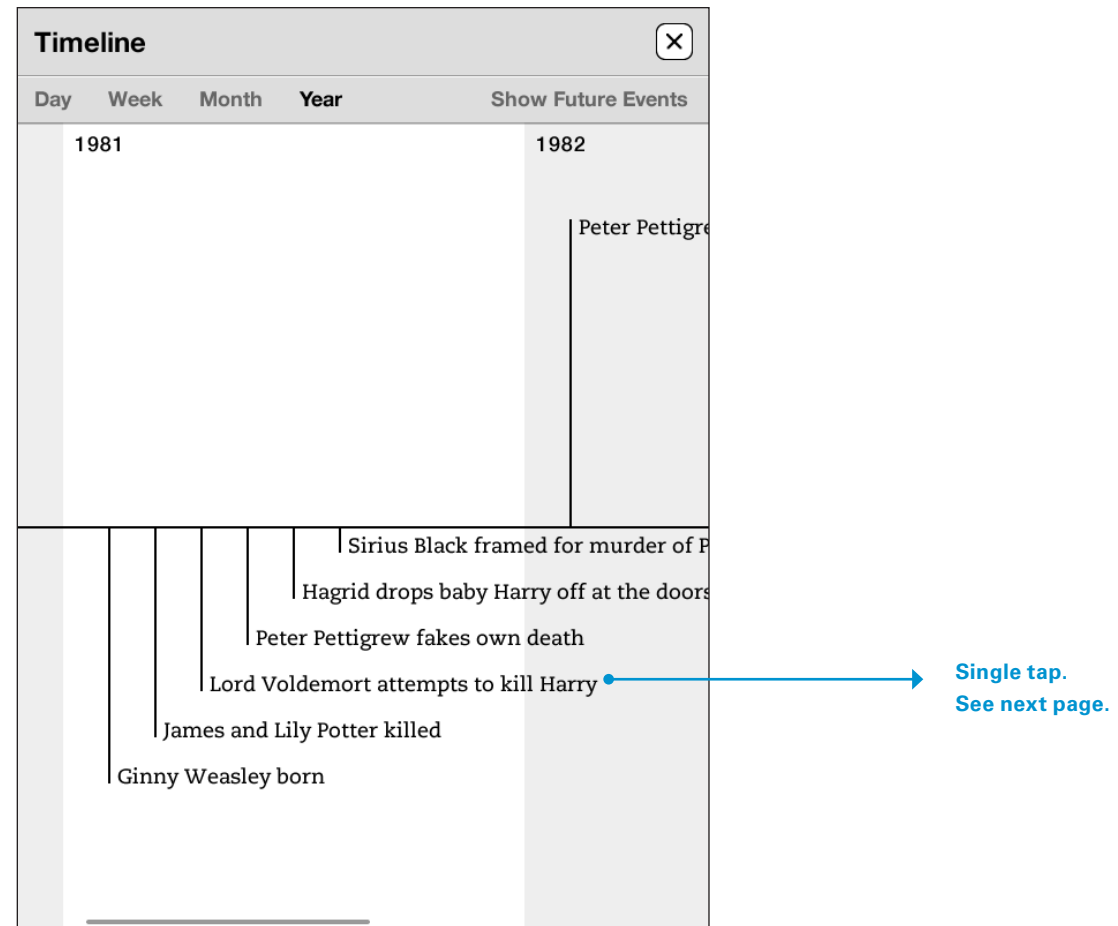 Timeline
Day Week Month Year Show Future Events
1981 1982
Peter Pettigre
Sirius Black framed for murder of P
Hagrid drops baby Harry off at the doors
Peter Pettigrew fakes own death
Lord Voldemort attempts to kill Harry
James and Lily Potter killed
Ginny Weasley born
Single tap.
See next page.